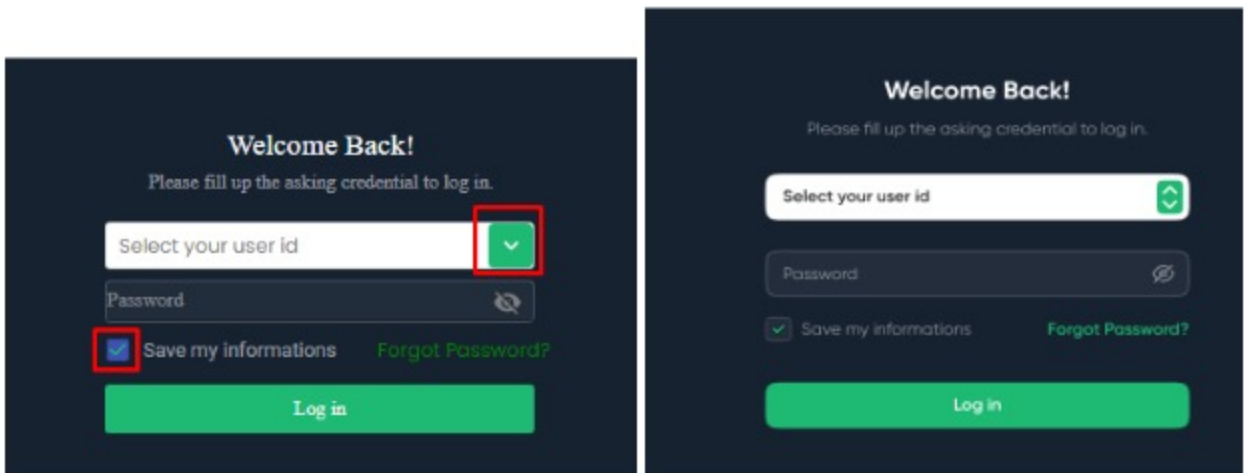 Welcome Back!
Please fill up the asking credential to log in.
Select your user id
Password
Save my informations
Forgot Password?
Log in
Welcome Back!
Please fill up the asking credential to log in.
Select your user id
Password
Save my informations
Forgot Password?
Log in